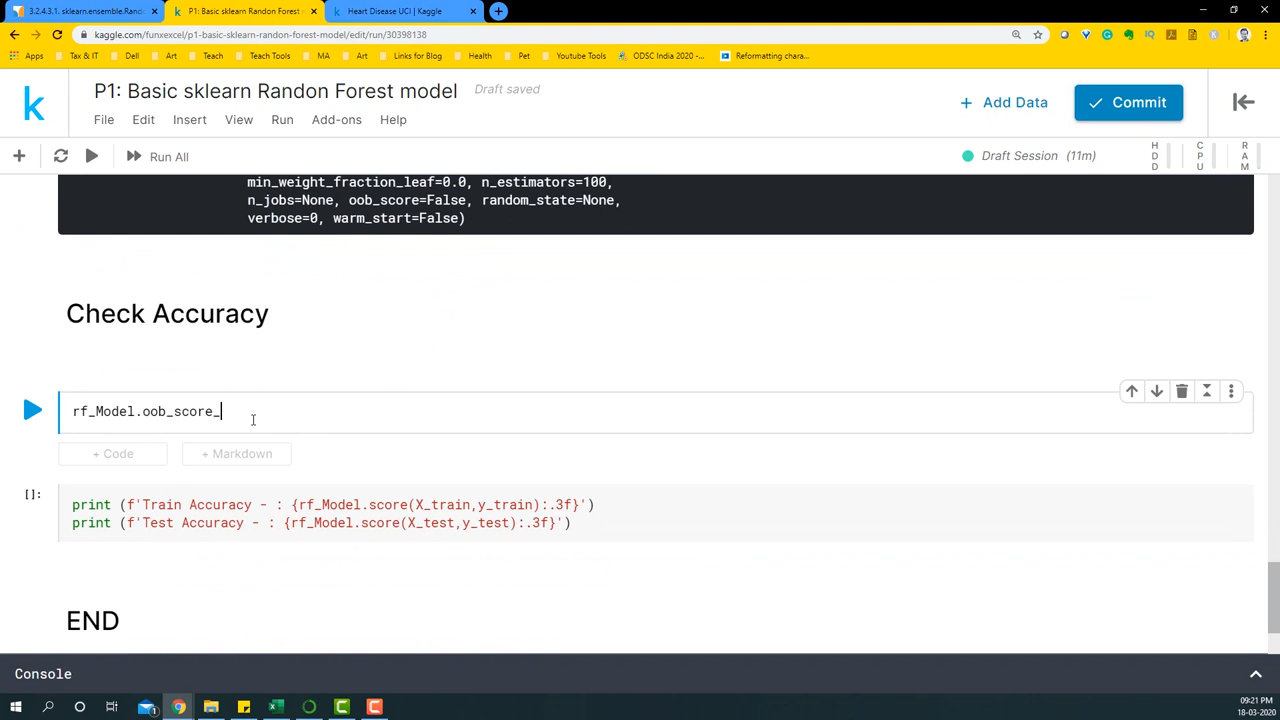 3.2.4.3.1. sklearn.ensemble.Rand
P1: Basic sklearn Randon Forest
Heart Disease UCI | Kaggle
kaggle.com/funxexcel/p1-basic-sklearn-randon-forest-model/edit/run/30398138
Apps
Tax & IT
Dell
Art
Teach
Teach Tools
MA
Art
Links for Blog
Health
Pet
Youtube Tools
ODSC India 2020 -...
Reformatting chara...
k
P1: Basic sklearn Randon Forest model
Draft saved
+ Add Data
Commit
File
Edit
Insert
View
Run
Add-ons
Help
Run All
Draft Session (11m)
HDD
CPU
RAM
min_weight_fraction_leaf=0.0, n_estimators=100,
n_jobs=None, oob_score=False, random_state=None,
verbose=0, warm_start=False)
Check Accuracy
rf_Model.oob_score_
+ Code
+ Markdown
[]:
print (f'Train Accuracy - : {rf_Model.score(X_train,y_train):.3f}')
print (f'Test Accuracy - : {rf_Model.score(X_test,y_test):.3f}')
END
Console
09:21 PM
18-03-2020